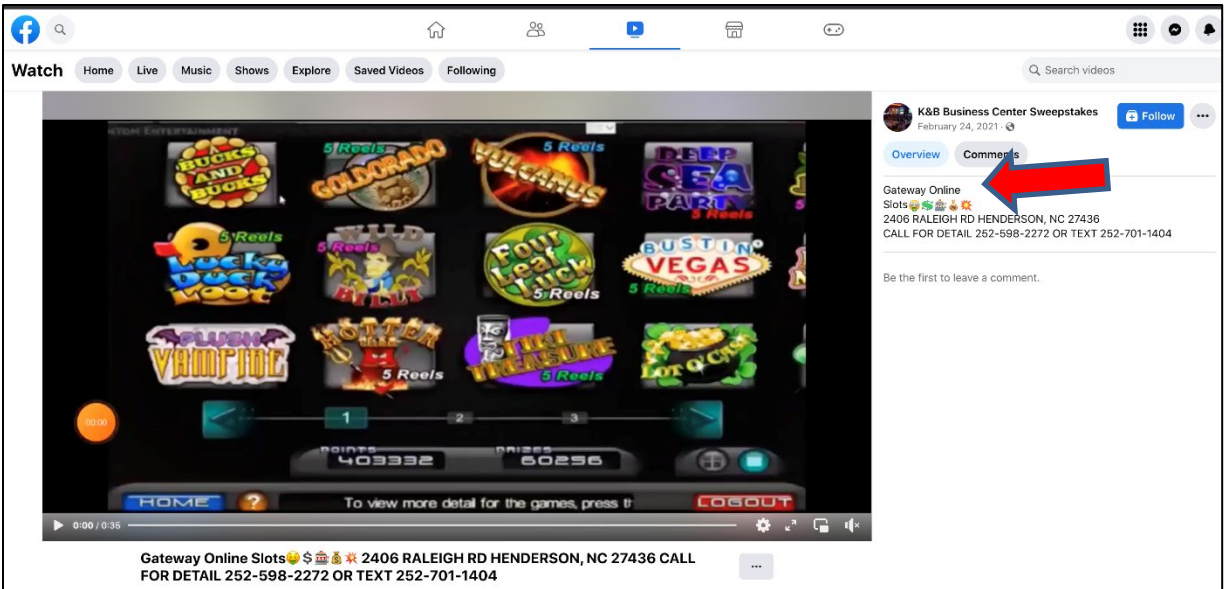 Watch Home Live Music Shows Explore Saved Videos Following
Search videos
K&B Business Center Sweepstakes
February 24, 2021 ·
Follow
Overview Comments
Gateway Online
Slots🤑💲🎰💰💥
2406 RALEIGH RD HENDERSON, NC 27436
CALL FOR DETAIL 252-598-2272 OR TEXT 252-701-1404
Be the first to leave a comment.
ENTERTAINMENT
BUCKS AND BUCKS
5 Reels
GOLDORADO
5 Reels
VULCANUS
DEEP SEA PARTY
5 Reels
5 Reels
LUCKY DUCK LOOT
5 Reels
WILD BILLY
FOUR LEAF LUCK
5 Reels
BUSTIN' VEGAS
5 Reels
PLUSH VAMPIRE
HOTTER
5 Reels
TIKI TREASURE
5 Reels
LOT O' CASH
00:00
1 2 3
POINTS
403332
PRIZES
60256
HOME ? To view more detail for the games, press LOGOUT
0:00 / 0:35
Gateway Online Slots🤑$🎰💰💥 2406 RALEIGH RD HENDERSON, NC 27436 CALL
FOR DETAIL 252-598-2272 OR TEXT 252-701-1404